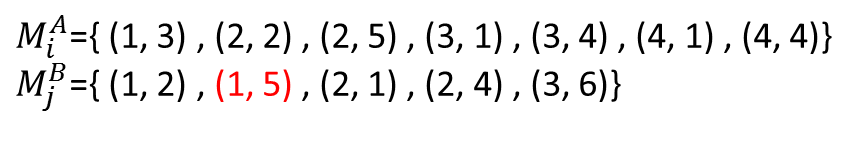 M_i^A={ (1, 3) , (2, 2) , (2, 5) , (3, 1) , (3, 4) , (4, 1) , (4, 4)}
M_j^B={ (1, 2) , (1, 5) , (2, 1) , (2, 4) , (3, 6)}